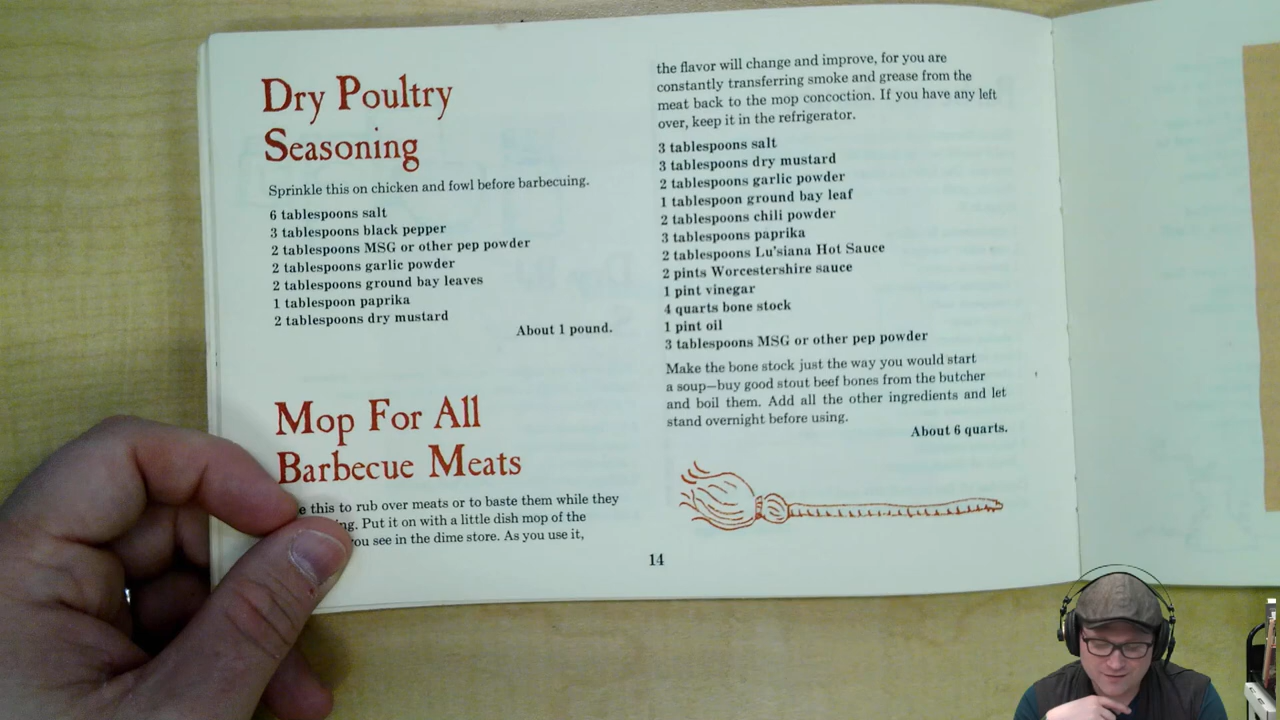 Dry Poultry
Seasoning
Sprinkle this on chicken and fowl before barbecuing.
6 tablespoons salt
3 tablespoons black pepper
2 tablespoons MSG or other pep powder
2 tablespoons garlic powder
2 tablespoons ground bay leaves
1 tablespoon paprika
2 tablespoons dry mustard
About 1 pound.
Mop For All
Barbecue Meats
this to rub over meats or to baste them while they
Put it on with a little dish mop of the
you see in the dime store. As you use it,
the flavor will change and improve, for you are
constantly transferring smoke and grease from the
meat back to the mop concoction. If you have any left
over, keep it in the refrigerator.
3 tablespoons salt
3 tablespoons dry mustard
2 tablespoons garlic powder
1 tablespoon ground bay leaf
2 tablespoons chili powder
3 tablespoons paprika
2 tablespoons Lu'siana Hot Sauce
2 pints Worcestershire sauce
1 pint vinegar
4 quarts bone stock
1 pint oil
3 tablespoons MSG or other pep powder
Make the bone stock just the way you would start
a soup—buy good stout beef bones from the butcher
and boil them. Add all the other ingredients and let
stand overnight before using.
About 6 quarts.
14